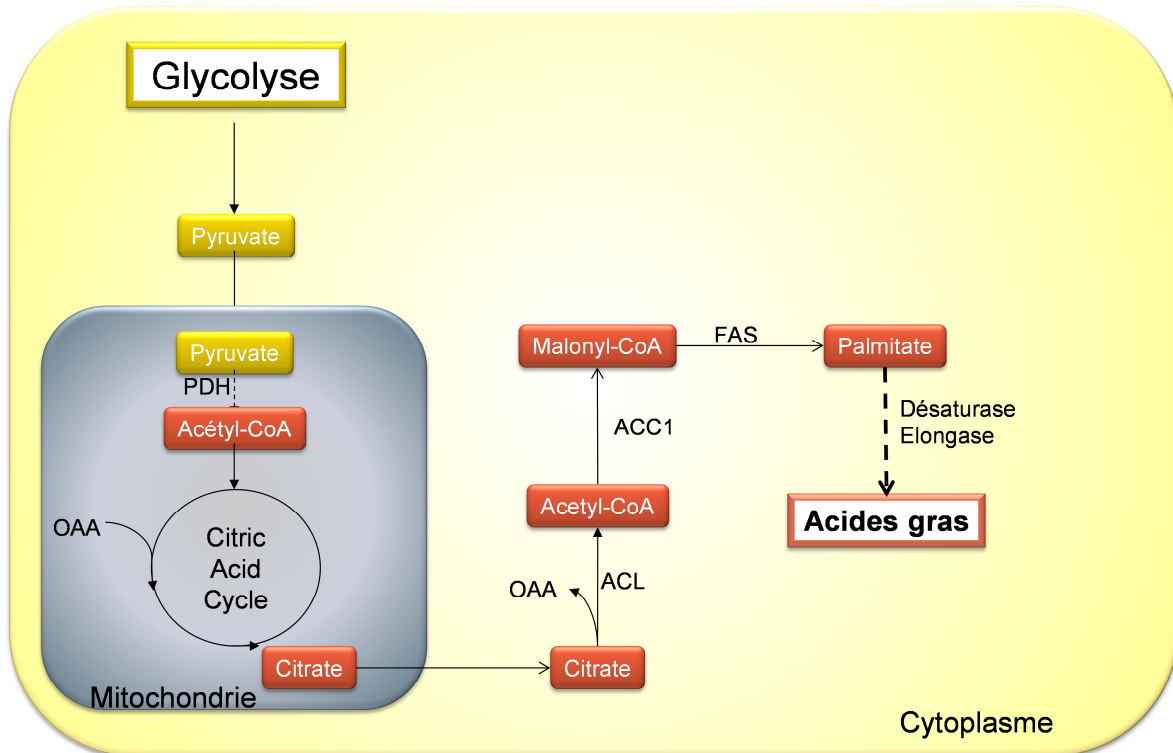 Glycolyse
Pyruvate
Pyruvate
PDH
Acétyl-CoA
OAA
Citric
Acid
Cycle
Citrate
Mitochondrie
Malonyl-CoA
FAS
Palmitate
ACC1
Désaturase
Elongase
Acetyl-CoA
Acides gras
OAA
ACL
Citrate
Cytoplasme